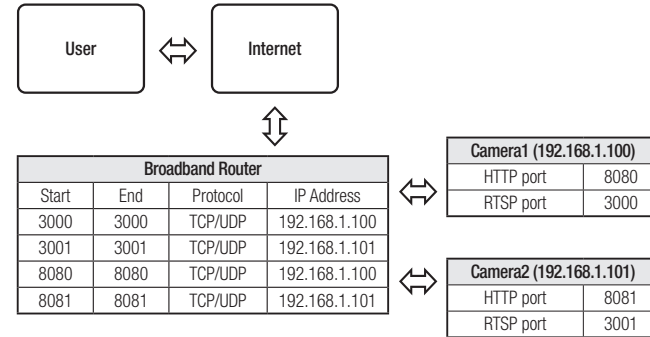 User
Internet
Broadband Router
Start End Protocol IP Address
3000 3000 TCP/UDP 192.168.1.100
3001 3001 TCP/UDP 192.168.1.101
8080 8080 TCP/UDP 192.168.1.100
8081 8081 TCP/UDP 192.168.1.101
Camera1 (192.168.1.100)
HTTP port 8080
RTSP port 3000
Camera2 (192.168.1.101)
HTTP port 8081
RTSP port 3001